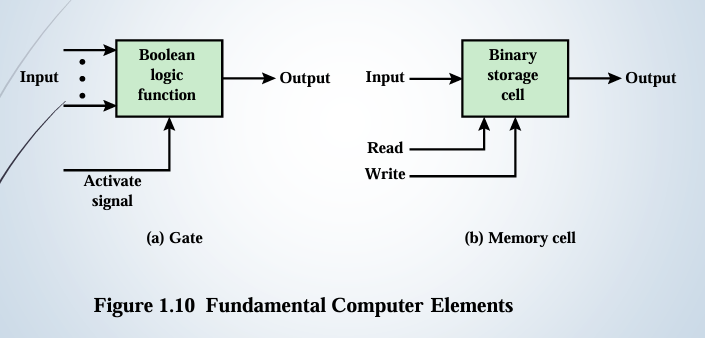 Input
Boolean
logic
function
Output
Activate
signal
(a) Gate
Input
Binary
storage
cell
Output
Read
Write
(b) Memory cell
Figure 1.10 Fundamental Computer Elements